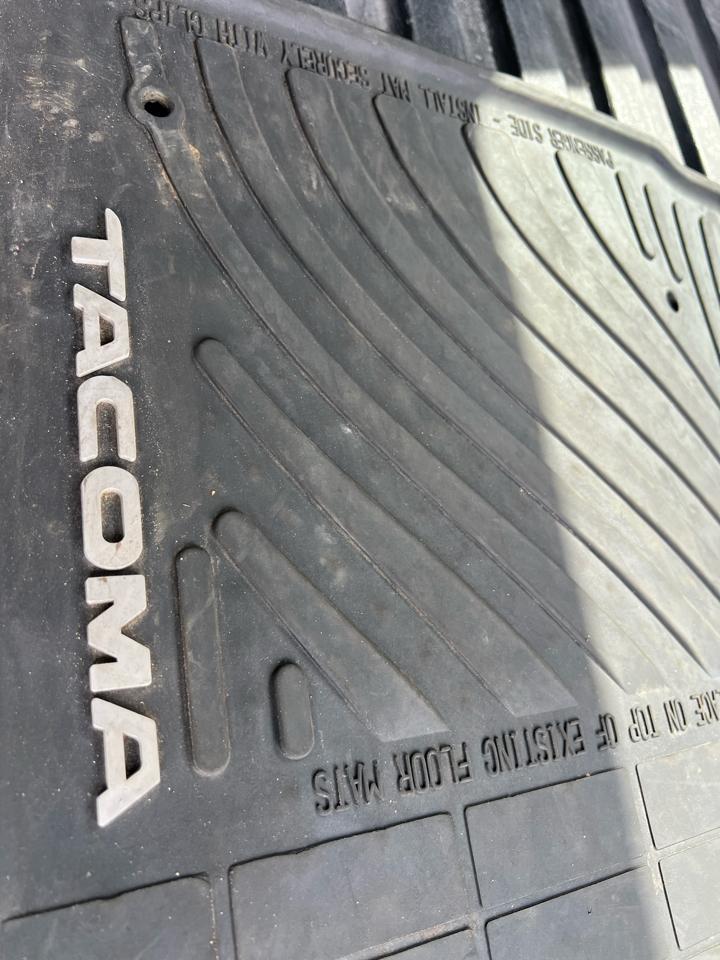 TACOMA
PASSENGER SIDE - INSTALL MAT SECURELY WITH CLIPS
ON TOP OF EXISTING FLOOR MATS